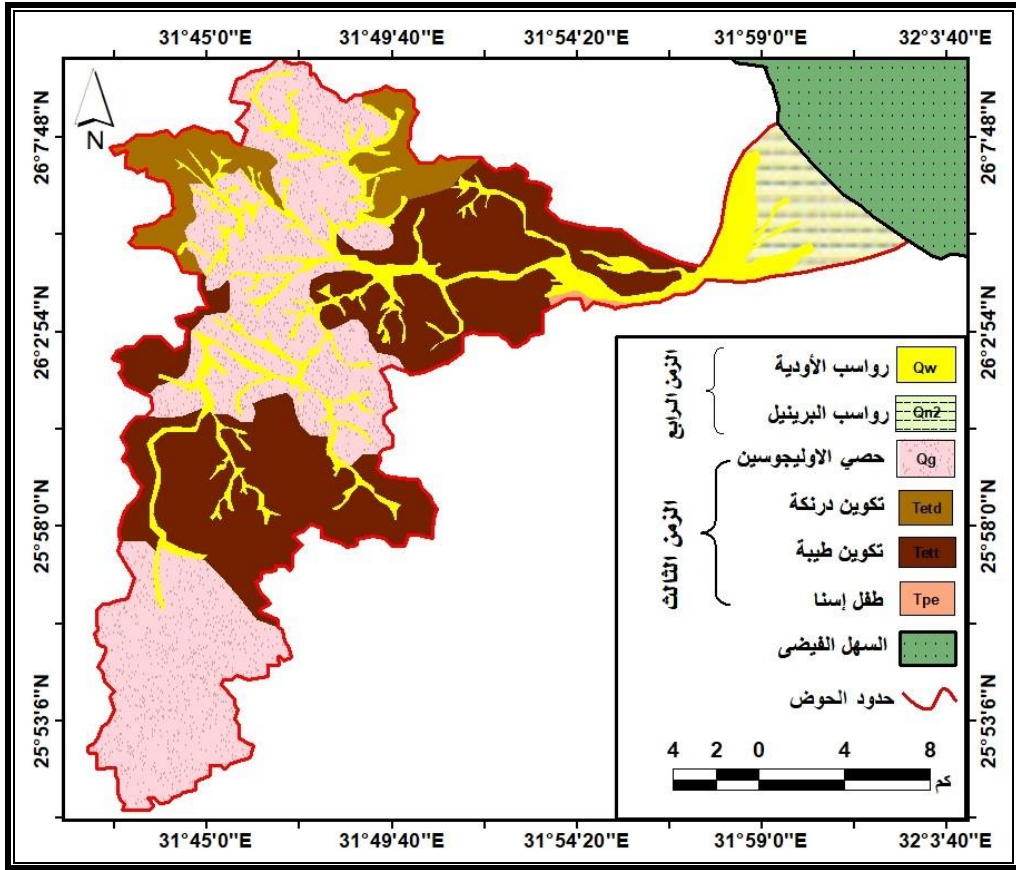 31°45'0"E 31°49'40"E 31°54'20"E 31°59'0"E 32°3'40"E
26°7'48"N 26°7'48"N
N
26°2'54"N 26°2'54"N
25°58'0"N 25°58'0"N
25°53'6"N 25°53'6"N
الزمن الرابع
رواسب الأودية Qw
رواسب البرينيل Qn2
الزمن الثالث
حصي الاوليجوسين Qg
تكوين درنكة Tetd
تكوين طيبة Tett
طفل إسنا Tpe
السهل الفيضى
حدود الحوض
4 2 0 4 8
كم
31°45'0"E 31°49'40"E 31°54'20"E 31°59'0"E 32°3'40"E